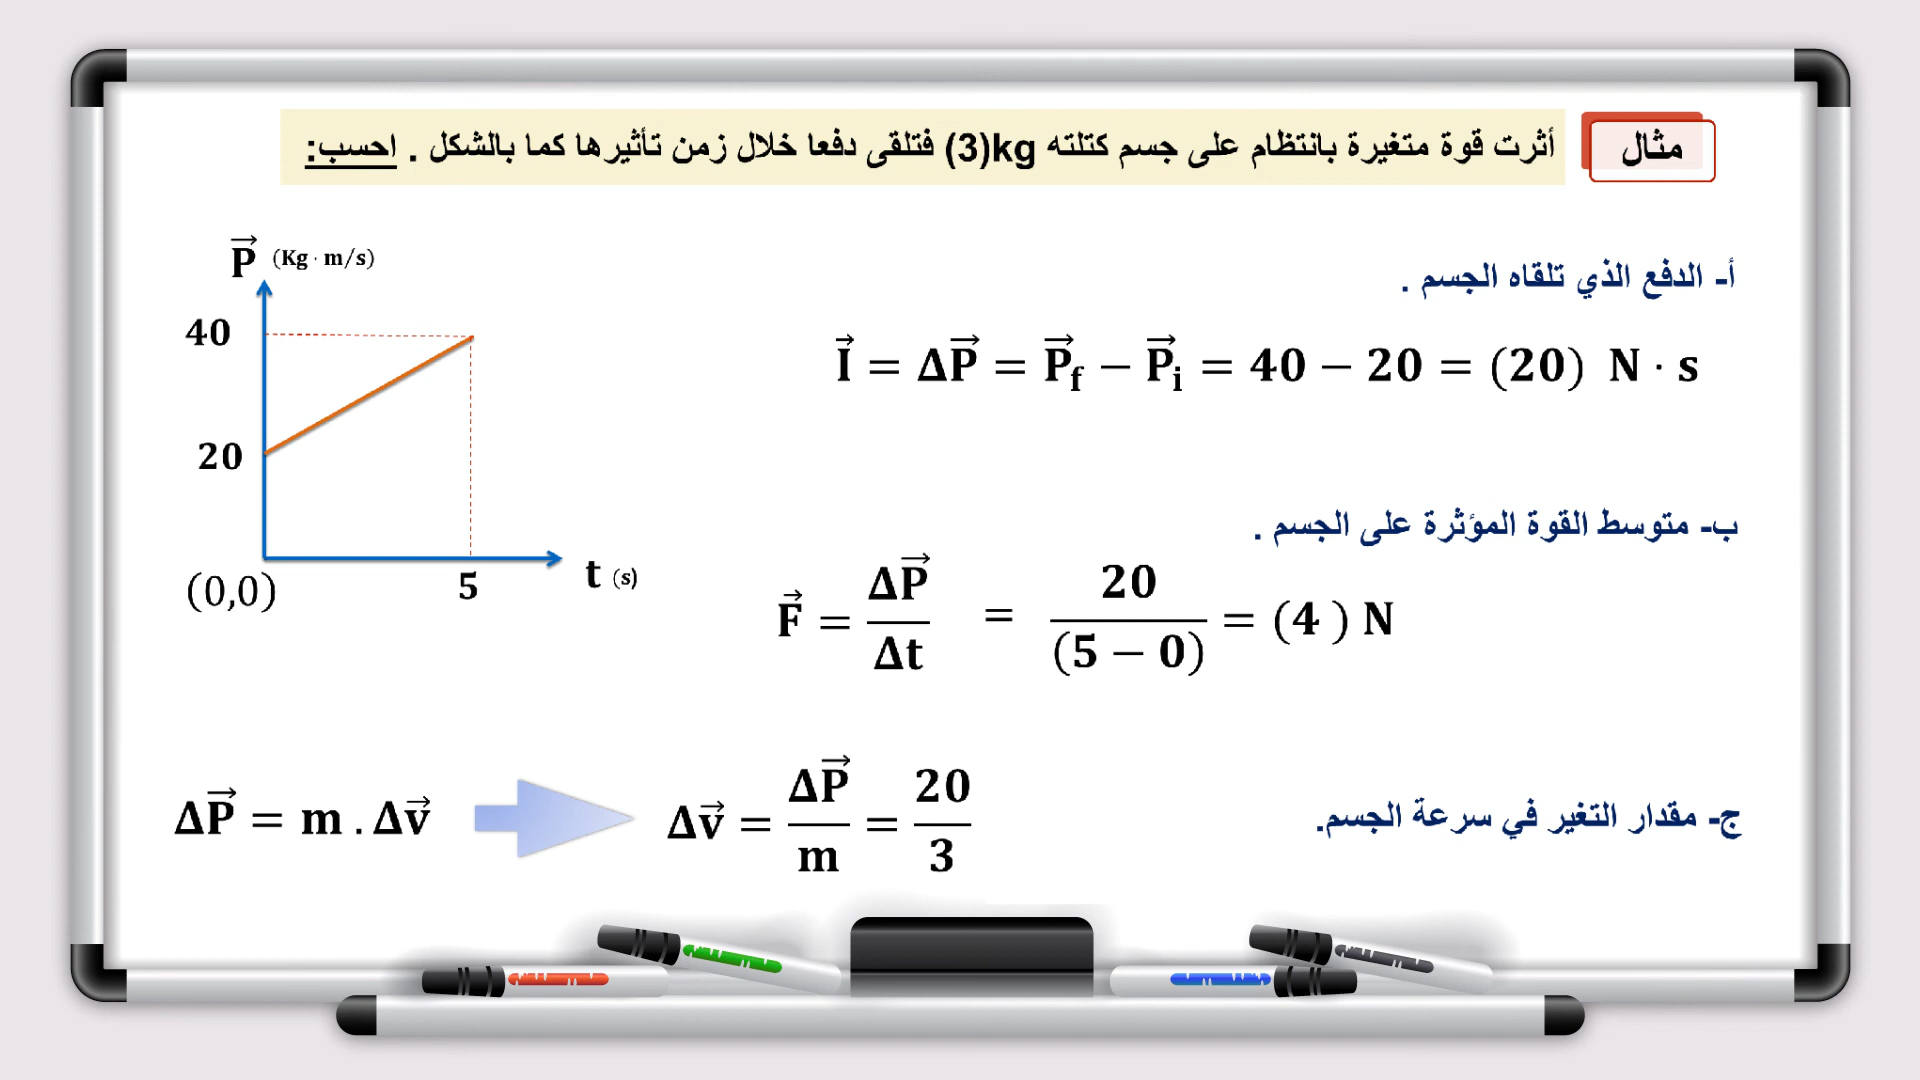 مثال
أثرت قوة متغيرة بانتظام على جسم كتلته kg(3) فتلقى دفعا خلال زمن تأثيرها كما بالشكل . احسب:
P⃗ (Kg · m/s)
40
20
(0,0)
5
t (s)
أ- الدفع الذي تلقاه الجسم .
I⃗ = ΔP⃗ = P⃗f − P⃗i = 40 − 20 = (20) N · s
ب- متوسط القوة المؤثرة على الجسم .
F⃗ = ΔP⃗/Δt = 20/(5 − 0) = (4 ) N
ج- مقدار التغير في سرعة الجسم.
ΔP⃗ = m . Δv⃗
Δv⃗ = ΔP⃗/m = 20/3